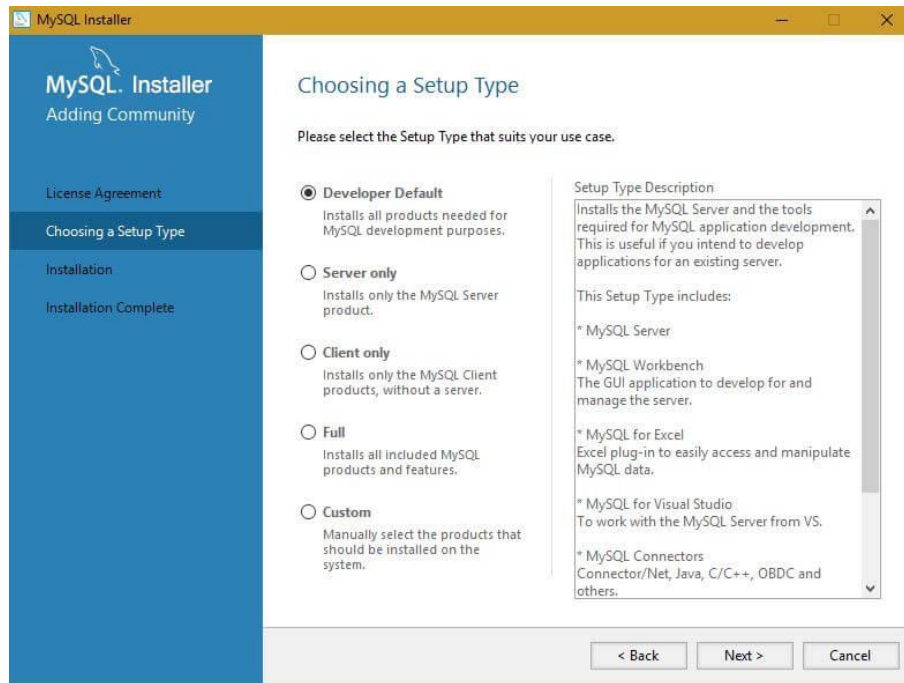 MySQL Installer
MySQL. Installer
Adding Community
License Agreement
Choosing a Setup Type
Installation
Installation Complete
Choosing a Setup Type
Please select the Setup Type that suits your use case.
Developer Default
Installs all products needed for
MySQL development purposes.
Server only
Installs only the MySQL Server
product.
Client only
Installs only the MySQL Client
products, without a server.
Full
Installs all included MySQL
products and features.
Custom
Manually select the products that
should be installed on the
system.
Setup Type Description
Installs the MySQL Server and the tools
required for MySQL application development.
This is useful if you intend to develop
applications for an existing server.
This Setup Type includes:
* MySQL Server
* MySQL Workbench
The GUI application to develop for and
manage the server.
* MySQL for Excel
Excel plug-in to easily access and manipulate
MySQL data.
* MySQL for Visual Studio
To work with the MySQL Server from VS.
* MySQL Connectors
Connector/Net, Java, C/C++, OBDC and
others.
< Back
Next >
Cancel